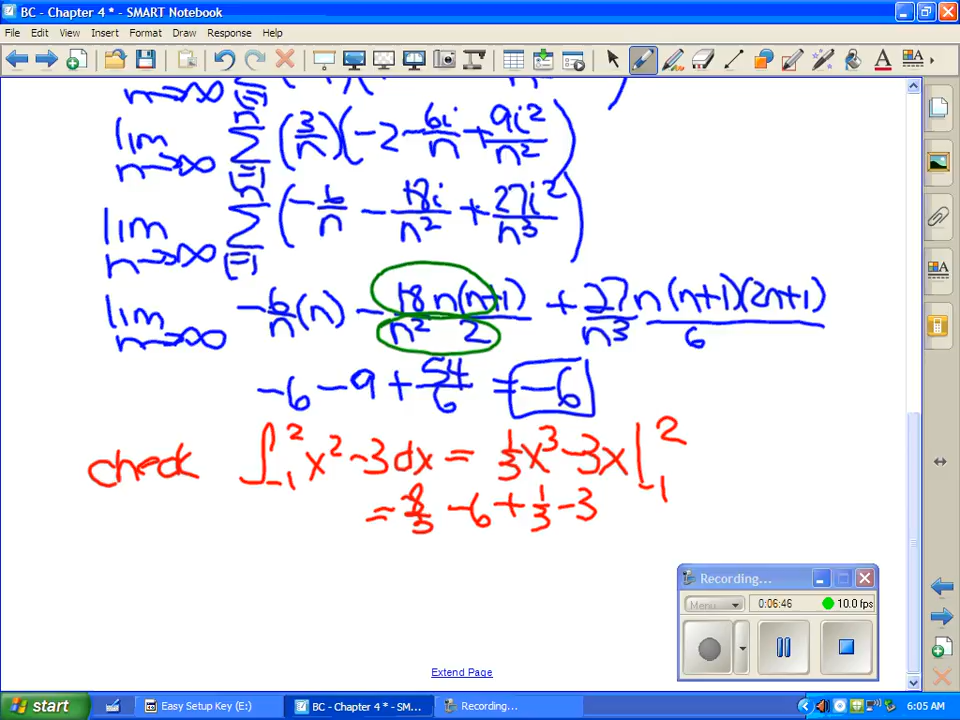 BC - Chapter 4 * - SMART Notebook
File Edit View Insert Format Draw Response Help
lim n→∞ n Σ i=1 (3/n)(-2 - 6i/n + 9i²/n²)
lim n→∞ n Σ i=1 (-6/n - 18i/n² + 27i²/n³)
lim n→∞ -6/n (n) - 18/n² n(n+1)/2 + 27/n³ n(n+1)(2n+1)/6
-6 - 9 + 54/6 = -6
check ∫₋₁² x² - 3 dx = 1/3 x³ - 3x |₋₁²
= 8/3 - 6 + 1/3 - 3
Recording...
Menu 0:06:46 10.0 fps
Extend Page
start Easy Setup Key (E:) BC - Chapter 4 * - SM... Recording... 6:05 AM